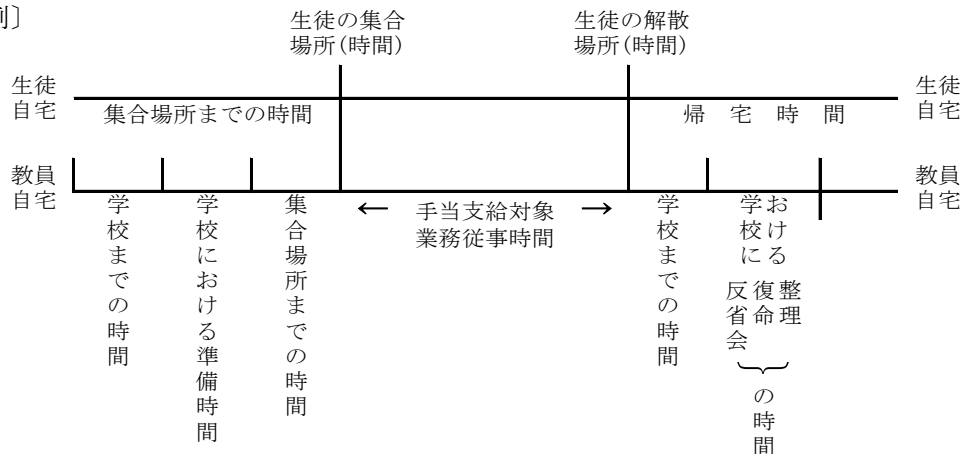 例〕
生徒の集合
場所(時間)
生徒の解散
場所(時間)
生徒
自宅
集合場所までの時間
帰宅時間
生徒
自宅
教員
自宅
学校までの時間
学校における準備時間
集合場所までの時間
← 手当支給対象 →
業務従事時間
学校までの時間
学校に
おける
整理
復命
反省会
の時間
教員
自宅